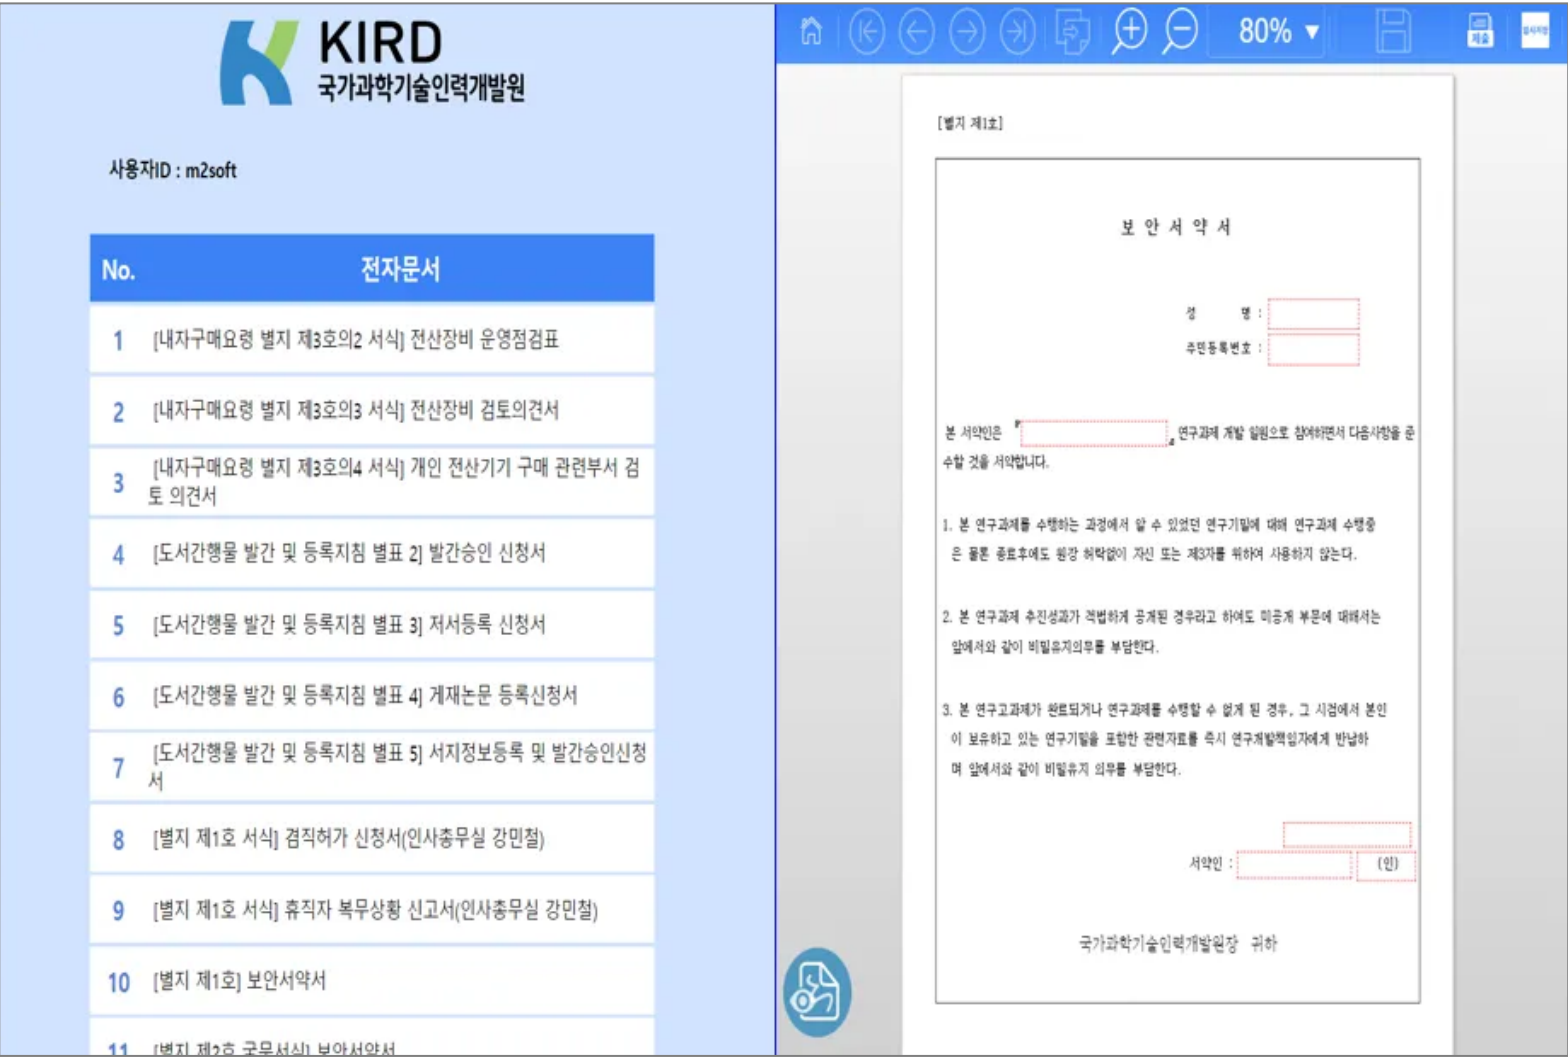 KIRD
국가과학기술인력개발원
사용자ID : m2soft
No. 전자문서
1 [내자구매요령 별지 제3호의2 서식] 전산장비 운영점검표
2 [내자구매요령 별지 제3호의3 서식] 전산장비 검토의견서
3 [내자구매요령 별지 제3호의4 서식] 개인 전산기기 구매 관련부서 검
토 의견서
4 [도서간행물 발간 및 등록지침 별표 2] 발간승인 신청서
5 [도서간행물 발간 및 등록지침 별표 3] 저서등록 신청서
6 [도서간행물 발간 및 등록지침 별표 4] 게재논문 등록신청서
7 [도서간행물 발간 및 등록지침 별표 5] 서지정보등록 및 발간승인신청
서
8 [별지 제1호 서식] 겸직허가 신청서(인사총무실 강민철)
9 [별지 제1호 서식] 휴직자 복무상황 신고서(인사총무실 강민철)
10 [별지 제1호] 보안서약서
11 [별지 제2호 국문서식] 보안서약서
80% ▼
제출
[별지 제1호]
보 안 서 약 서
성 명 :
주민등록번호 :
본 서약인은 『 』 연구과제 개발 일원으로 참여하면서 다음사항을 준
수할 것을 서약합니다.
1. 본 연구과제를 수행하는 과정에서 알 수 있었던 연구기밀에 대해 연구과제 수행중
은 물론 종료후에도 원장 허락없이 자신 또는 제3자를 위하여 사용하지 않는다.
2. 본 연구과제 추진성과가 적법하게 공개된 경우라고 하여도 미공개 부문에 대해서는
앞에서와 같이 비밀유지의무를 부담한다.
3. 본 연구고과제가 완료되거나 연구과제를 수행할 수 없게 된 경우, 그 시점에서 본인
이 보유하고 있는 연구기밀을 포함한 관련자료를 즉시 연구개발책임자에게 반납하
며 앞에서와 같이 비밀유지 의무를 부담한다.
서약인 : (인)
국가과학기술인력개발원장 귀하